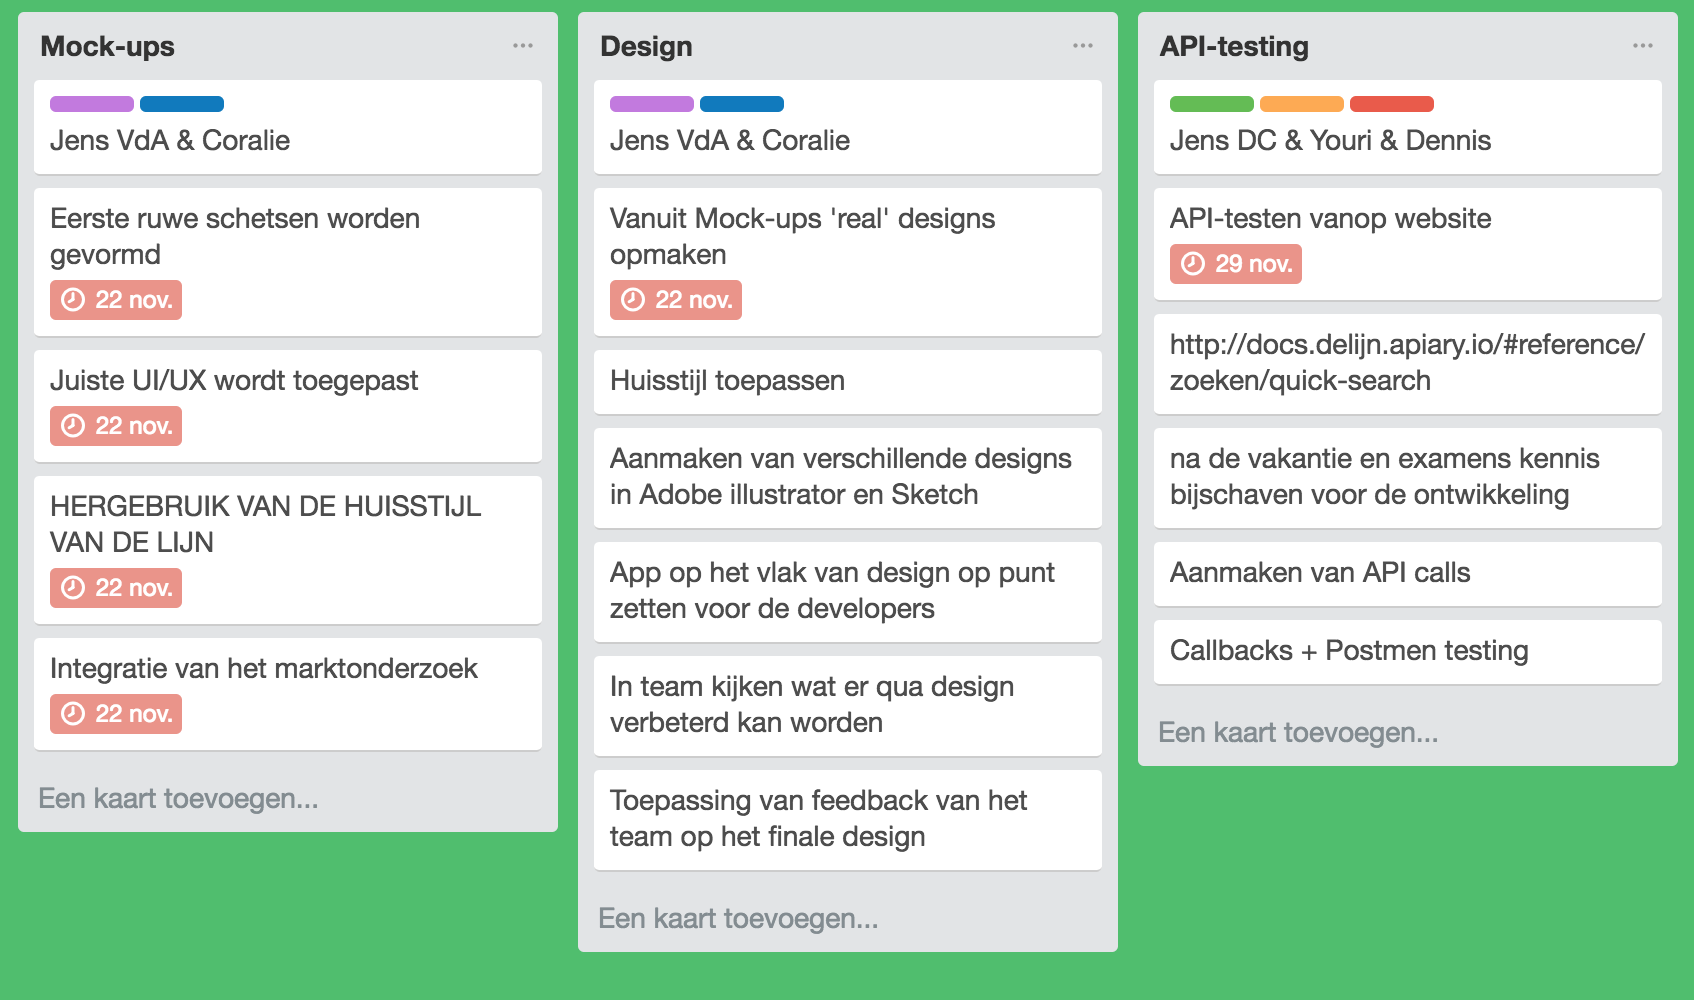 Mock-ups
Jens VdA & Coralie
Eerste ruwe schetsen worden
gevormd
22 nov.
Juiste UI/UX wordt toegepast
22 nov.
HERGEBRUIK VAN DE HUISSTIJL
VAN DE LIJN
22 nov.
Integratie van het marktonderzoek
22 nov.
Een kaart toevoegen...
Design
Jens VdA & Coralie
Vanuit Mock-ups 'real' designs
opmaken
22 nov.
Huisstijl toepassen
Aanmaken van verschillende designs
in Adobe illustrator en Sketch
App op het vlak van design op punt
zetten voor de developers
In team kijken wat er qua design
verbeterd kan worden
Toepassing van feedback van het
team op het finale design
Een kaart toevoegen...
API-testing
Jens DC & Youri & Dennis
API-testen vanop website
29 nov.
http://docs.delijn.apiary.io/#reference/
zoeken/quick-search
na de vakantie en examens kennis
bijschaven voor de ontwikkeling
Aanmaken van API calls
Callbacks + Postmen testing
Een kaart toevoegen...